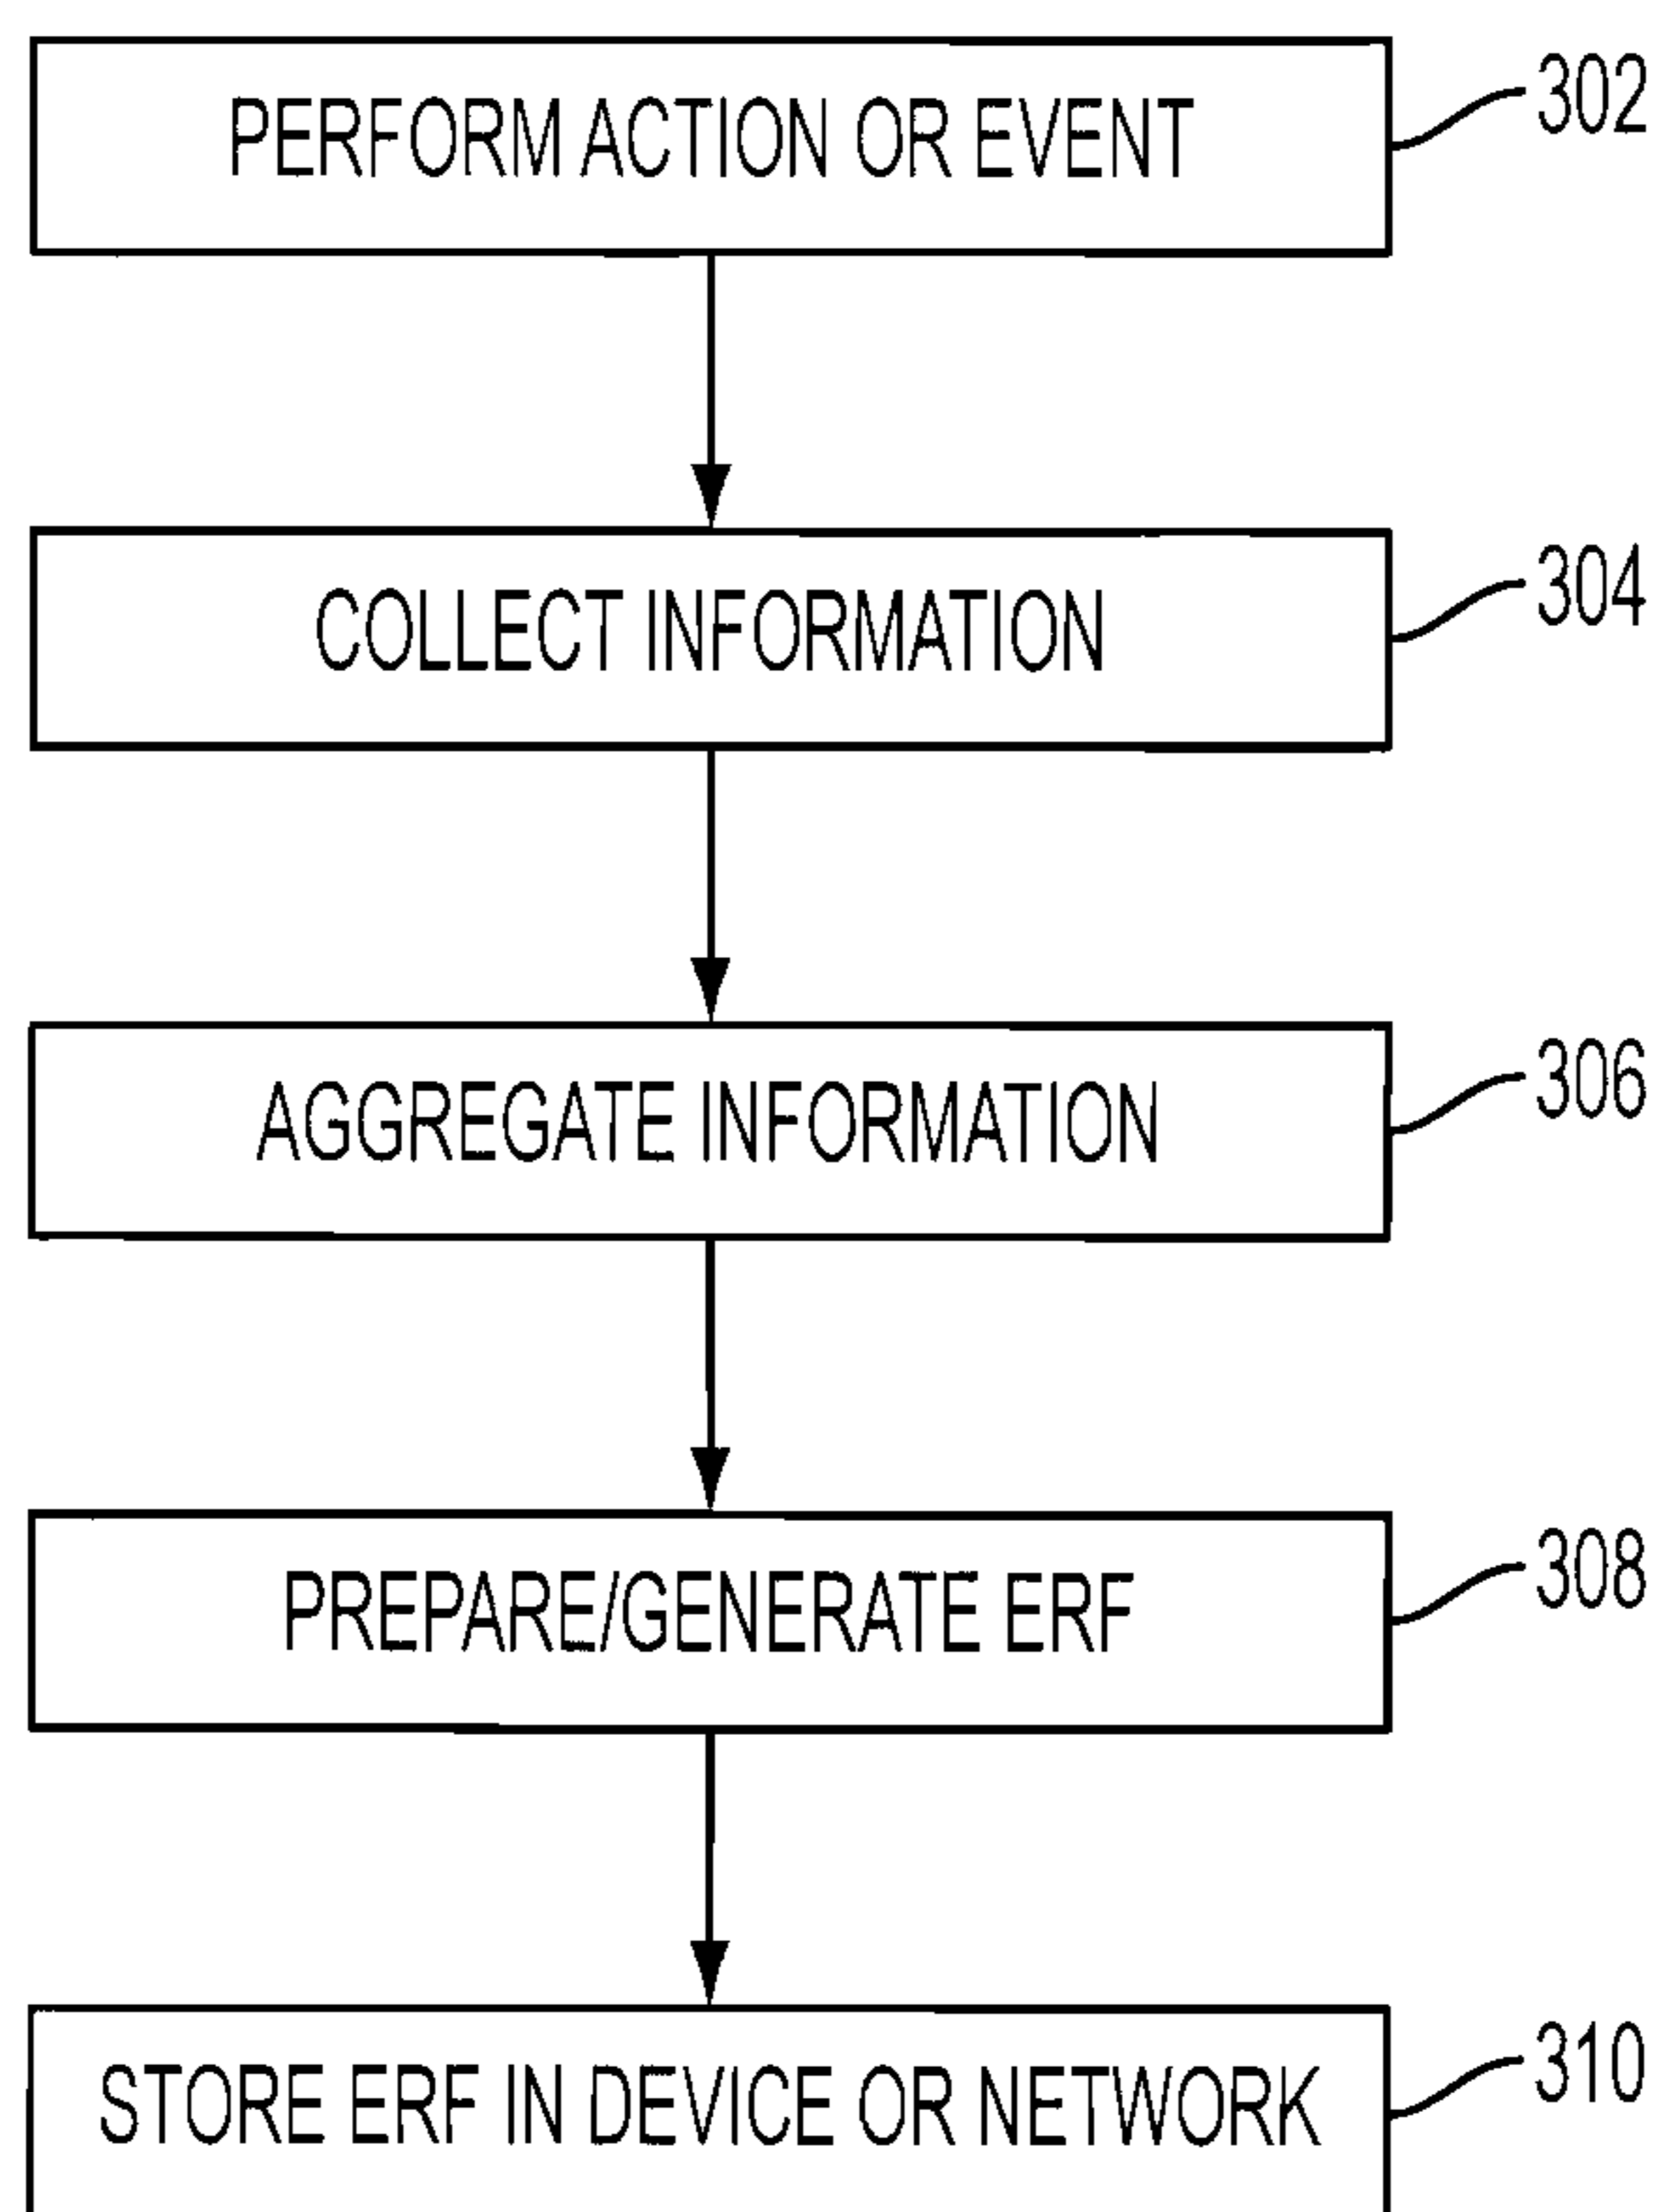 PERFORM ACTION OR EVENT 302
COLLECT INFORMATION 304
AGGREGATE INFORMATION 306
PREPARE/GENERATE ERF 308
STORE ERF IN DEVICE OR NETWORK 310